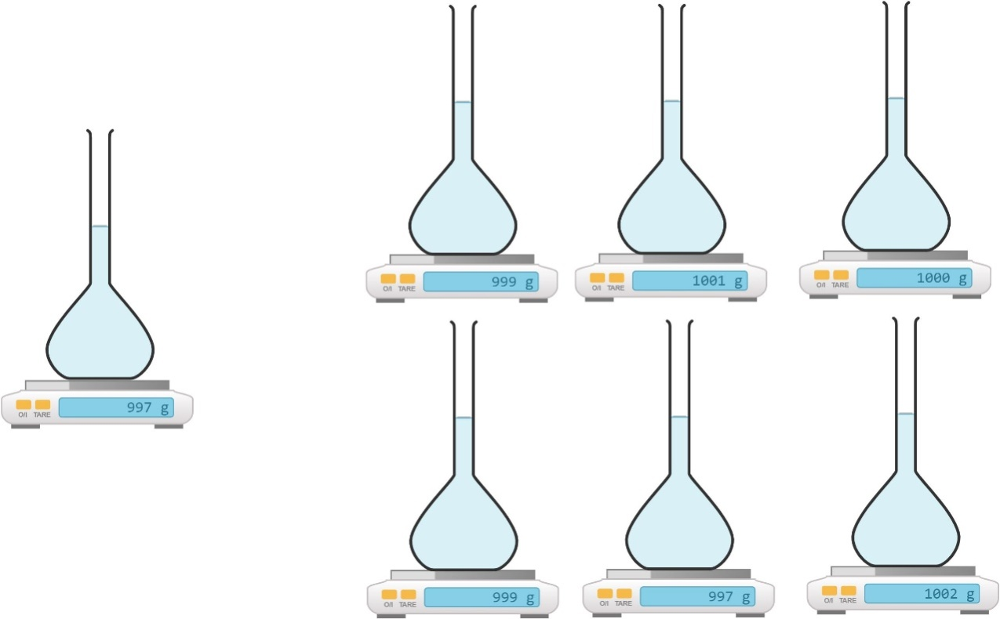 999 g
O/I TARE
1001 g
O/I TARE
1000 g
O/I TARE
997 g
O/I TARE
999 g
O/I TARE
997 g
O/I TARE
1002 g
O/I TARE